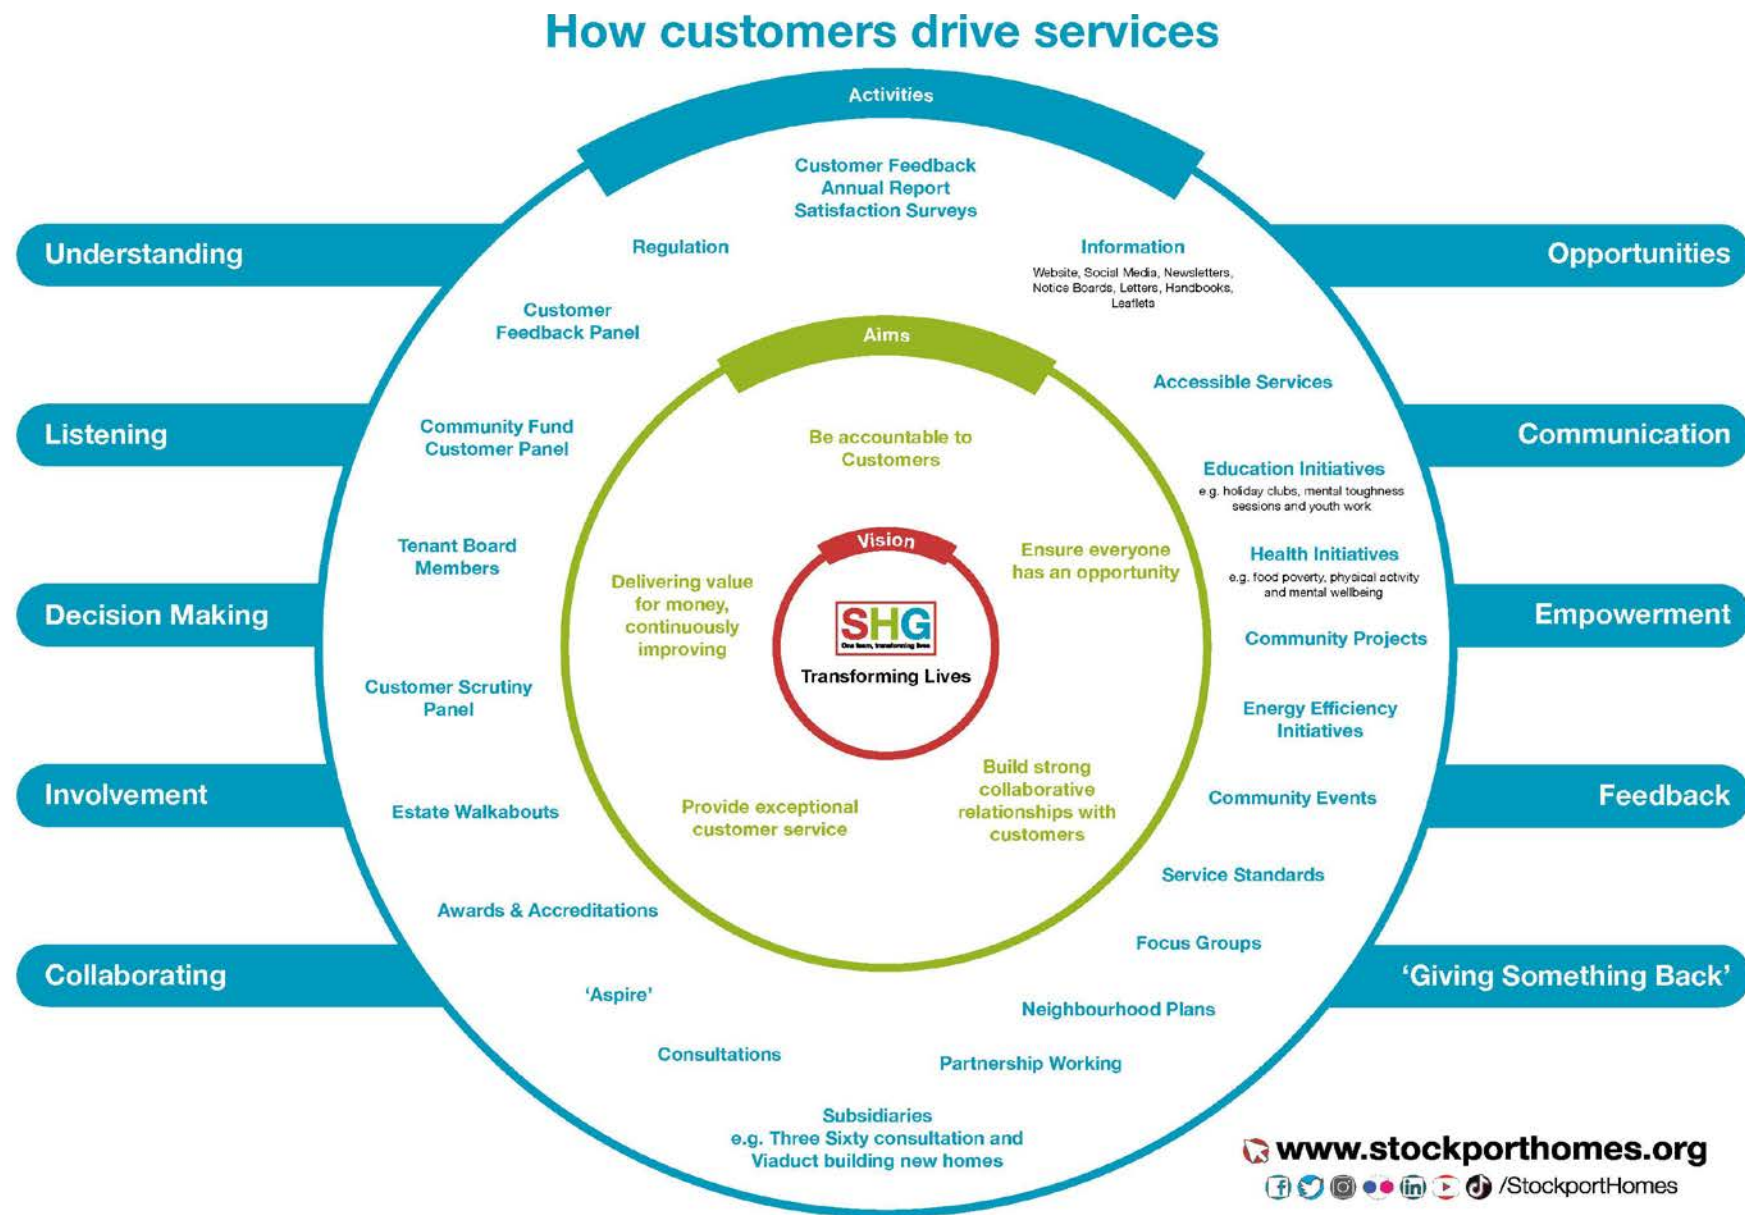 How customers drive services
Activities
Customer Feedback
Annual Report
Satisfaction Surveys
Regulation
Information
Website, Social Media, Newsletters,
Notice Boards, Letters, Handbooks,
Leaflets
Customer
Feedback Panel
Accessible Services
Community Fund
Customer Panel
Education Initiatives
e.g. holiday clubs, mental toughness
sessions and youth work
Tenant Board
Members
Health Initiatives
e.g. food poverty, physical activity
and mental wellbeing
Community Projects
Customer Scrutiny
Panel
Energy Efficiency
Initiatives
Estate Walkabouts
Community Events
Service Standards
Awards & Accreditations
Focus Groups
'Aspire'
Neighbourhood Plans
Consultations
Partnership Working
Subsidiaries
e.g. Three Sixty consultation and
Viaduct building new homes
Aims
Be accountable to
Customers
Ensure everyone
has an opportunity
Delivering value
for money,
continuously
improving
Build strong
collaborative
relationships with
customers
Provide exceptional
customer service
Vision
SHG
One team, transforming lives
Transforming Lives
Understanding
Listening
Decision Making
Involvement
Collaborating
Opportunities
Communication
Empowerment
Feedback
'Giving Something Back'
www.stockporthomes.org
/StockportHomes